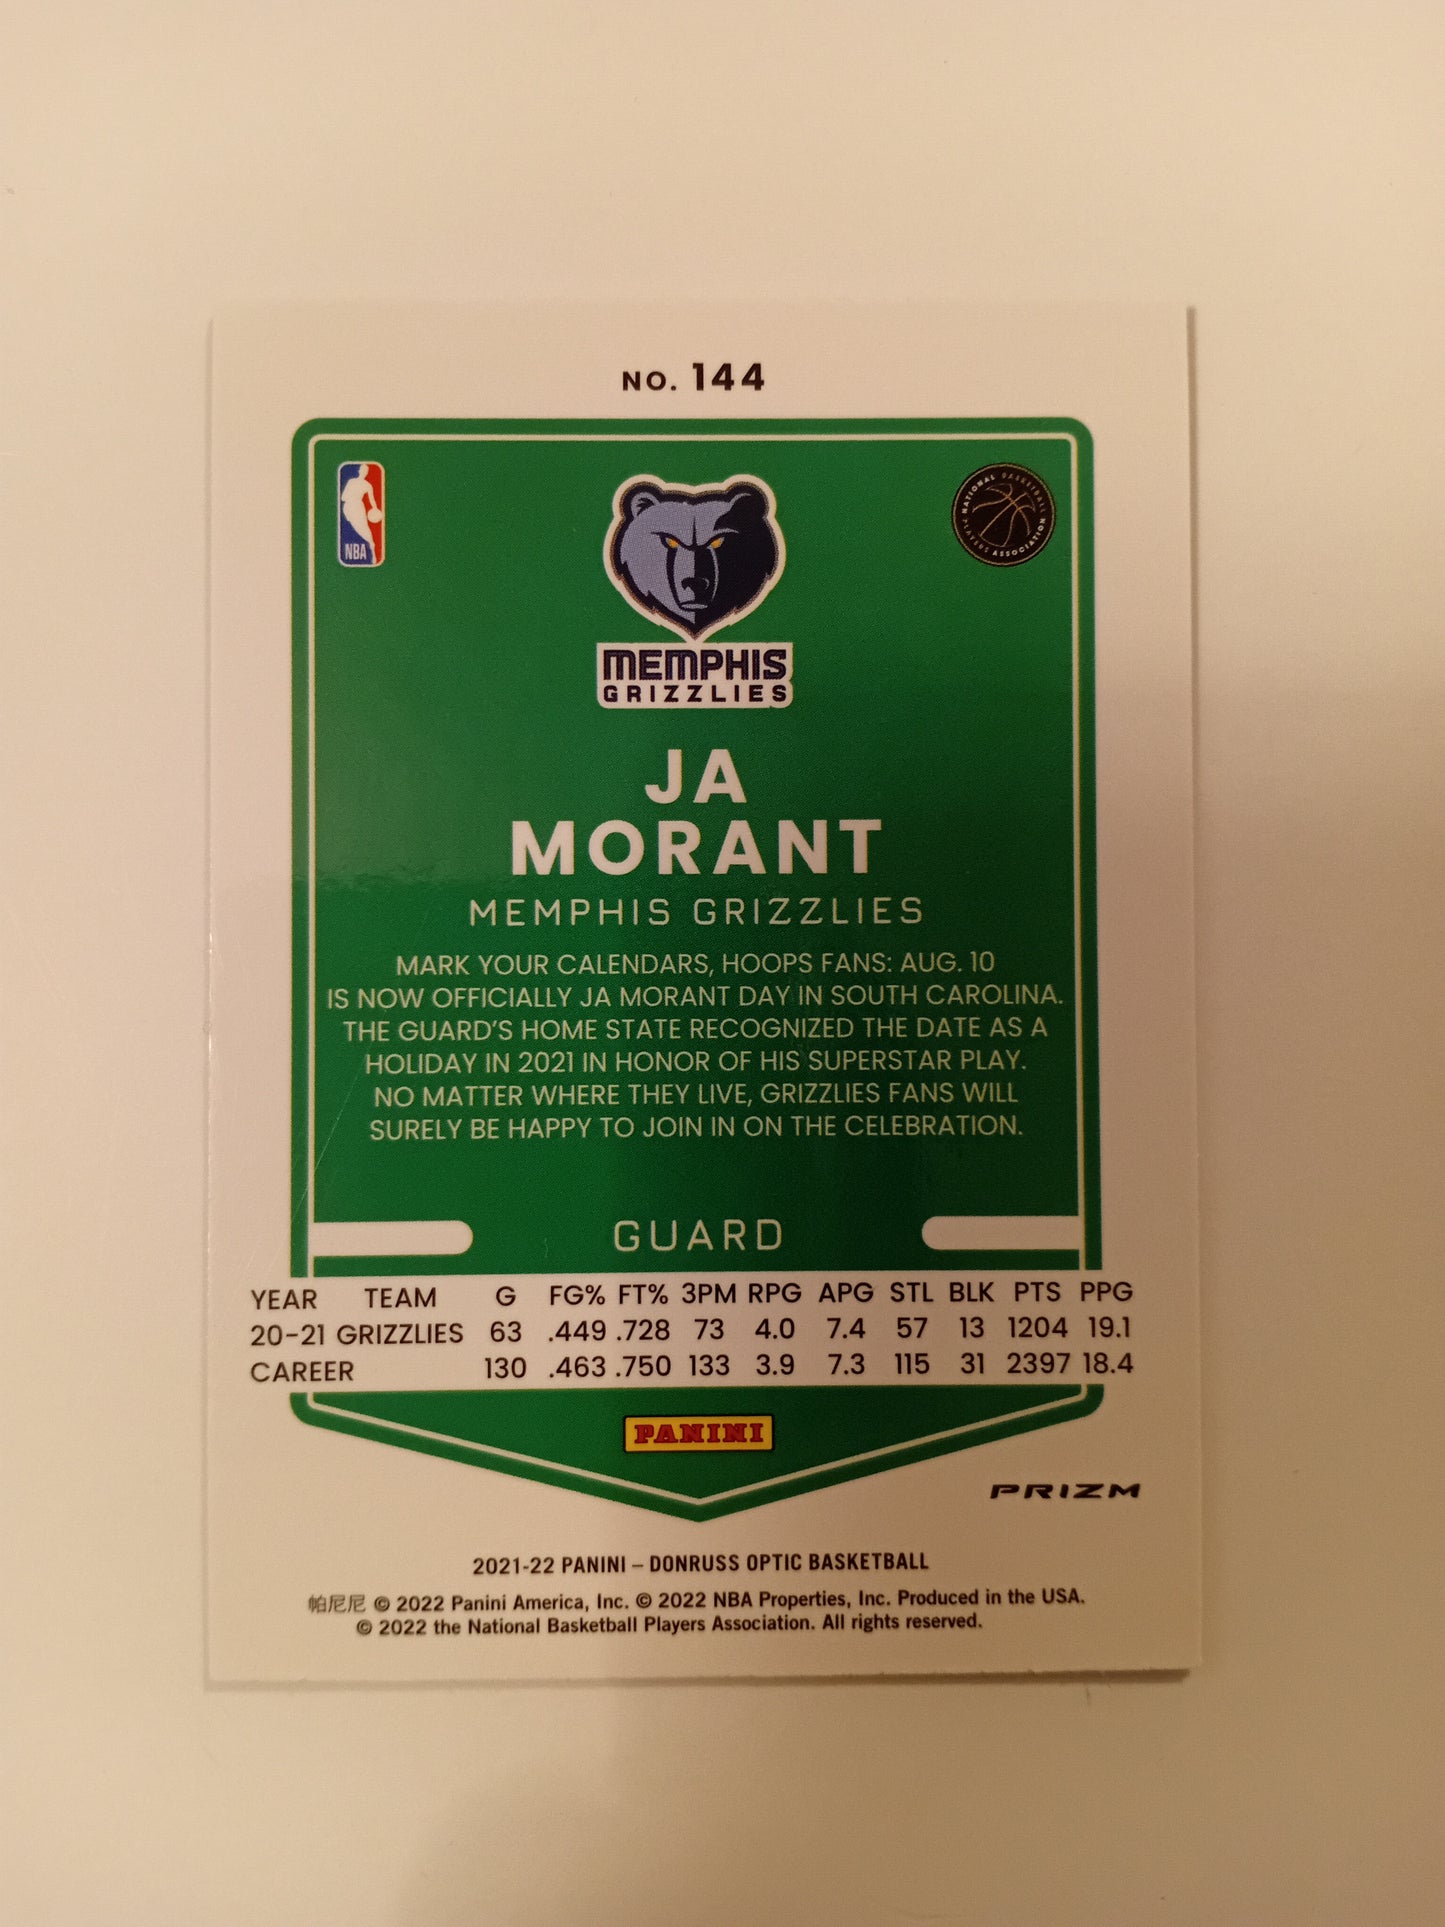 NO. 144
NBA
NATIONAL BASKETBALL
PLAYERS ASSOCIATION
MEMPHIS
GRIZZLIES
JA
MORANT
MEMPHIS GRIZZLIES
MARK YOUR CALENDARS, HOOPS FANS: AUG. 10
IS NOW OFFICIALLY JA MORANT DAY IN SOUTH CAROLINA.
THE GUARD'S HOME STATE RECOGNIZED THE DATE AS A
HOLIDAY IN 2021 IN HONOR OF HIS SUPERSTAR PLAY.
NO MATTER WHERE THEY LIVE, GRIZZLIES FANS WILL
SURELY BE HAPPY TO JOIN IN ON THE CELEBRATION.
GUARD
YEAR TEAM G FG% FT% 3PM RPG APG STL BLK PTS PPG
20-21 GRIZZLIES 63 .449 .728 73 4.0 7.4 57 13 1204 19.1
CAREER 130 .463 .750 133 3.9 7.3 115 31 2397 18.4
PANINI
PRIZM
2021-22 PANINI – DONRUSS OPTIC BASKETBALL
帕尼尼 © 2022 Panini America, Inc. © 2022 NBA Properties, Inc. Produced in the USA.
© 2022 the National Basketball Players Association. All rights reserved.